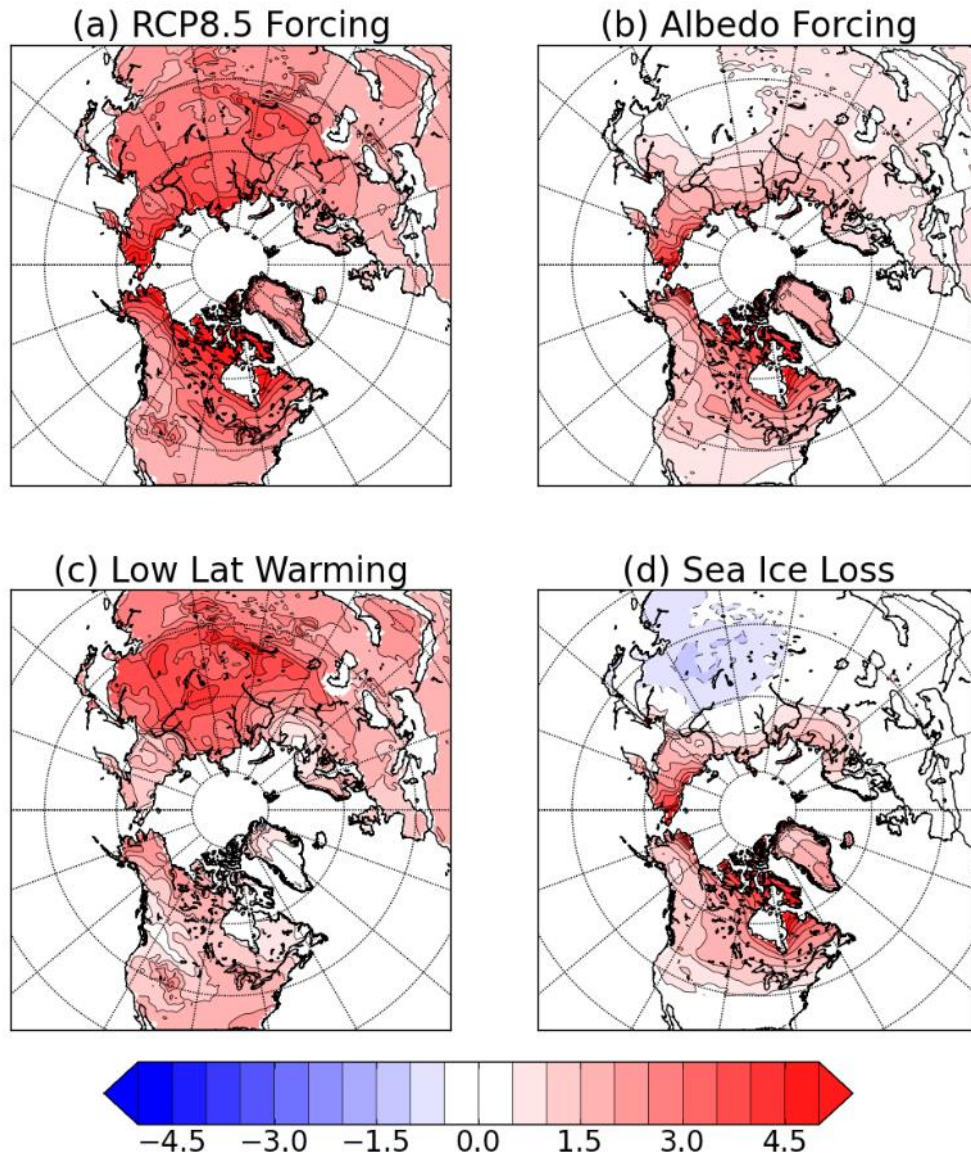 (a) RCP8.5 Forcing
(b) Albedo Forcing
(c) Low Lat Warming
(d) Sea Ice Loss
−4.5 −3.0 −1.5 0.0 1.5 3.0 4.5